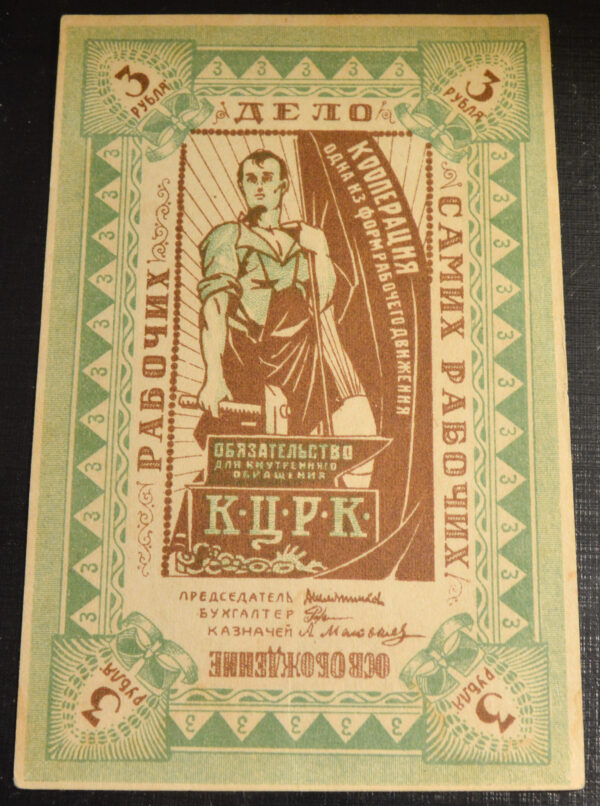 3 РУБЛЯ
3 РУБЛЯ
ДЕЛО
САМИХ РАБОЧИХ
ОСВОБОЖДЕНИЕ
РАБОЧИХ
КООПЕРАЦИЯ
ОДНА ИЗ ФОРМ РАБОЧЕГО ДВИЖЕНИЯ
ОБЯЗАТЕЛЬСТВО
ДЛЯ ВНУТРЕННЯГО
ОБРАЩЕНИЯ
К·Ц·Р·К·
ПРЕДСЕДАТЕЛЬ
БУХГАЛТЕР
КАЗНАЧЕЙ
3 РУБЛЯ
3 РУБЛЯ